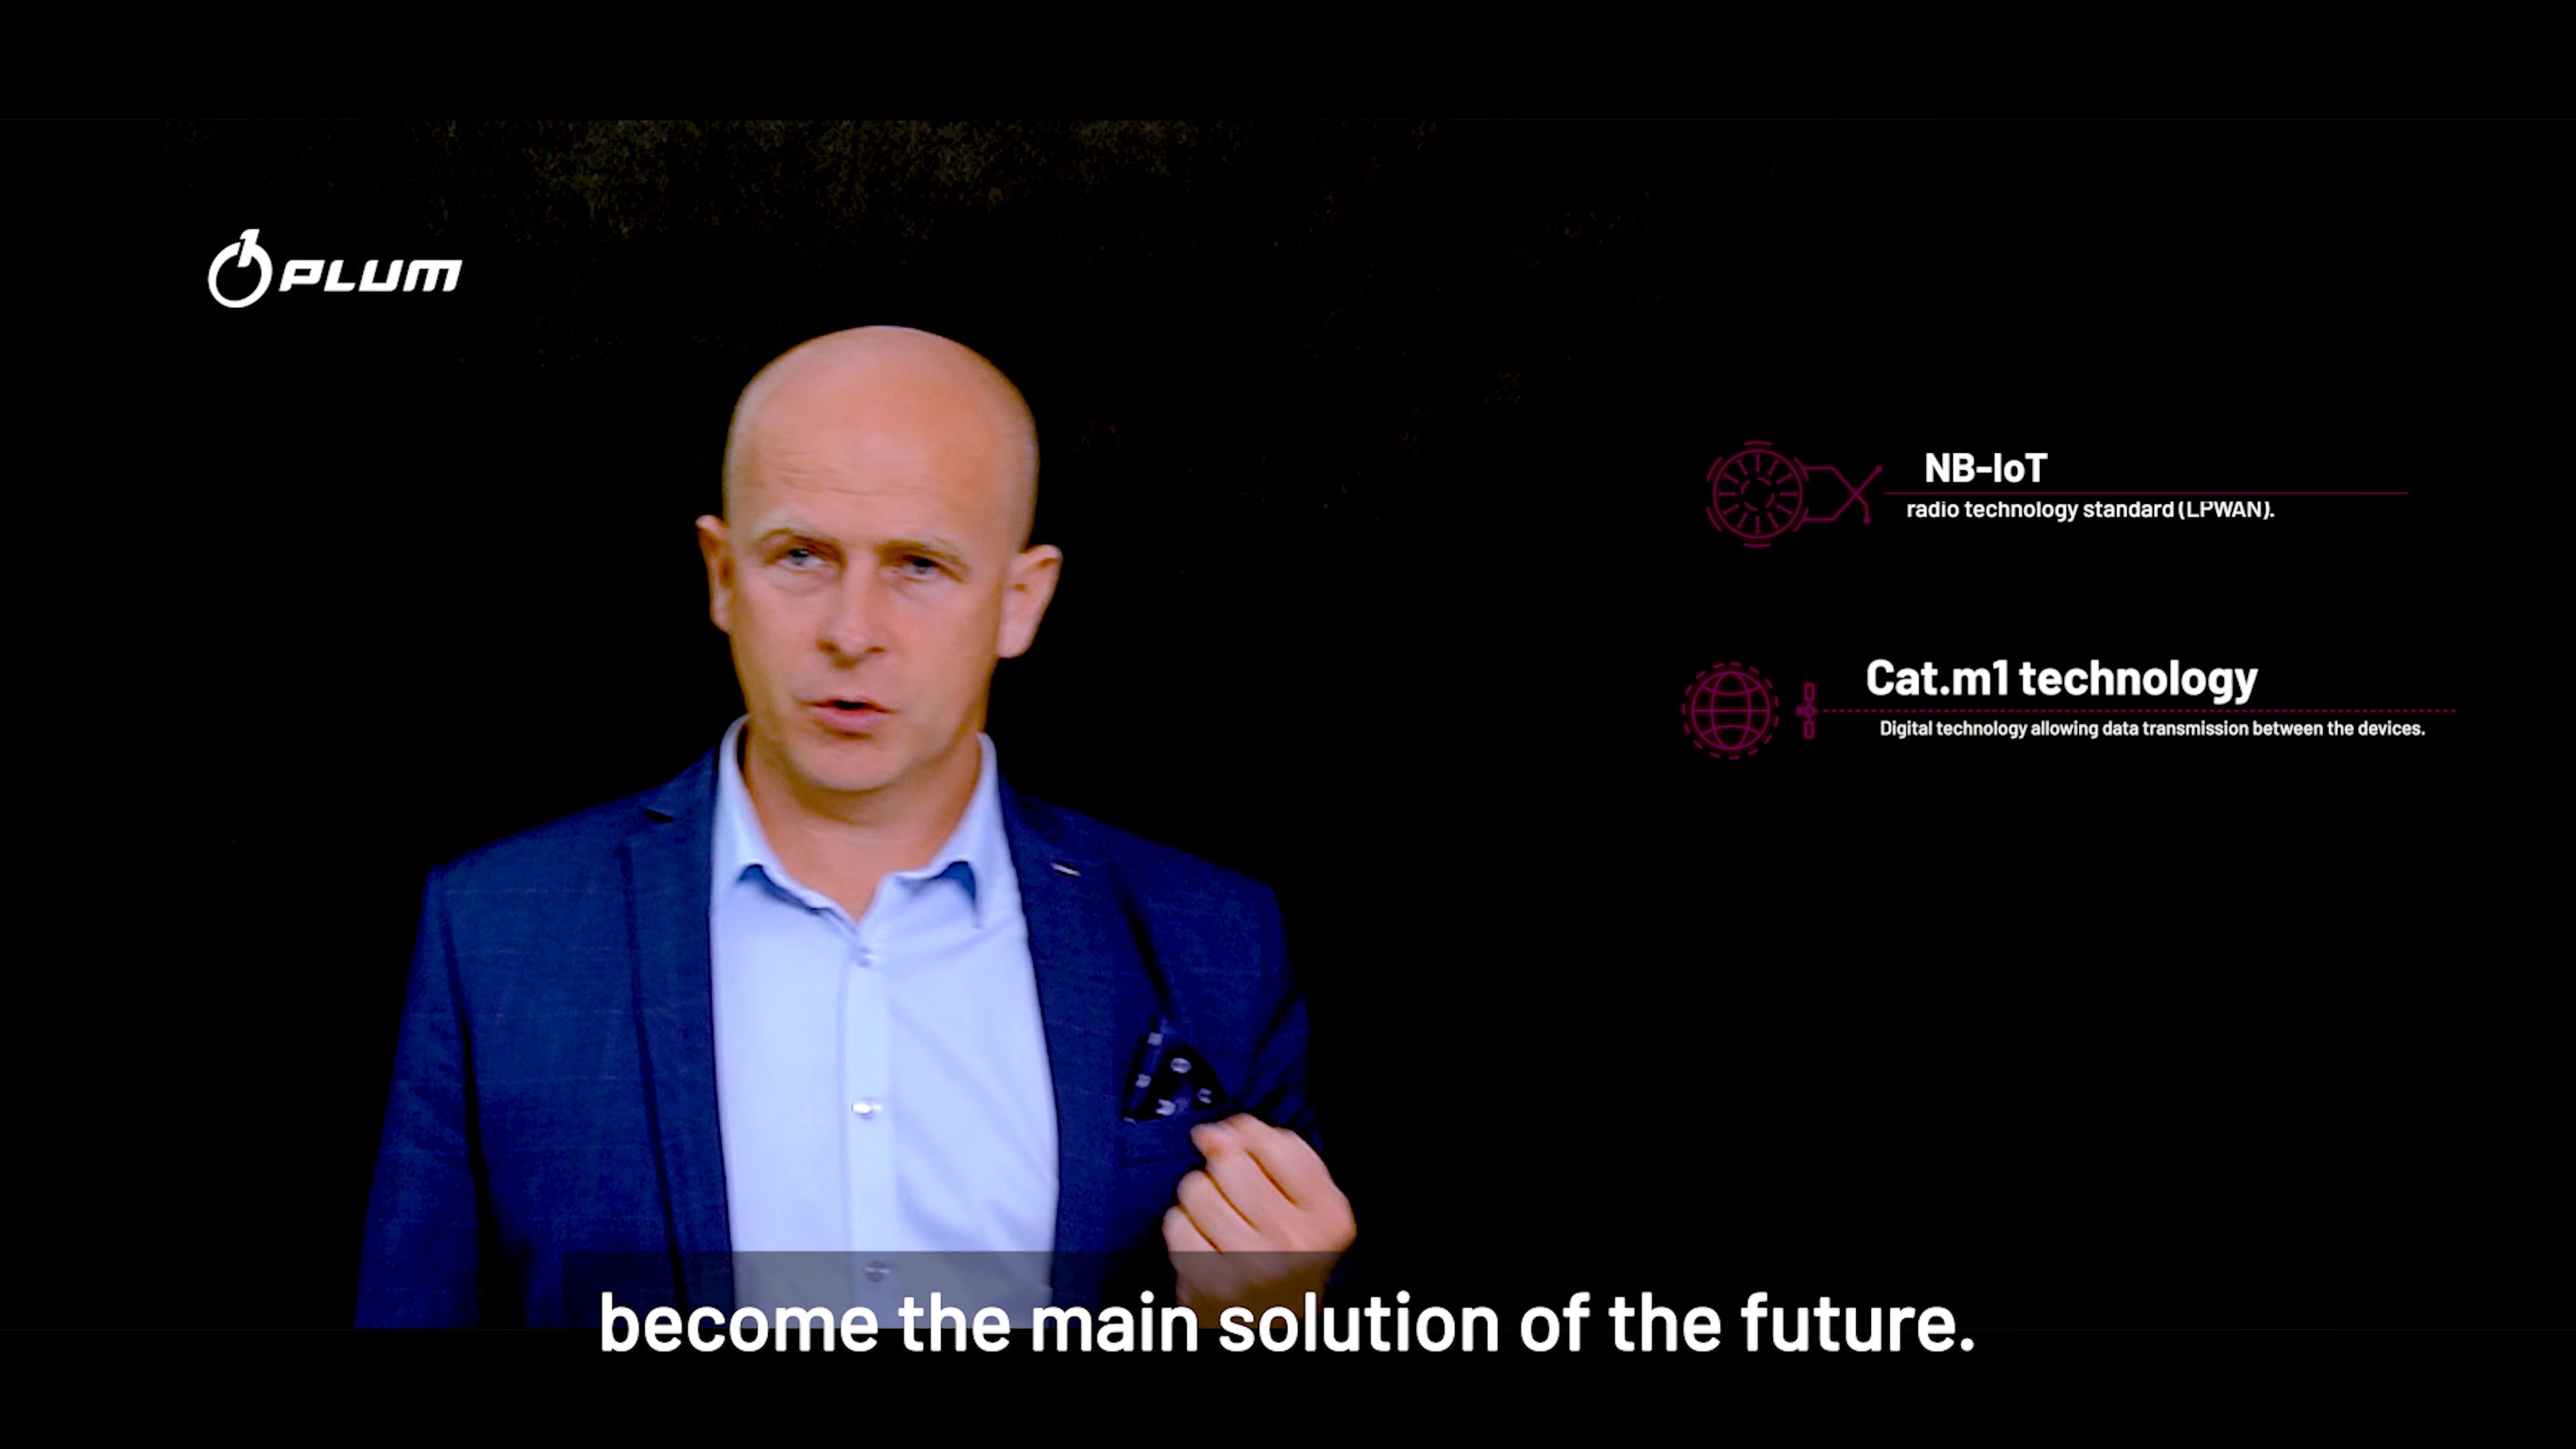 PLUM
NB-IoT
radio technology standard (LPWAN).
Cat.m1 technology
Digital technology allowing data transmission between the devices.
become the main solution of the future.